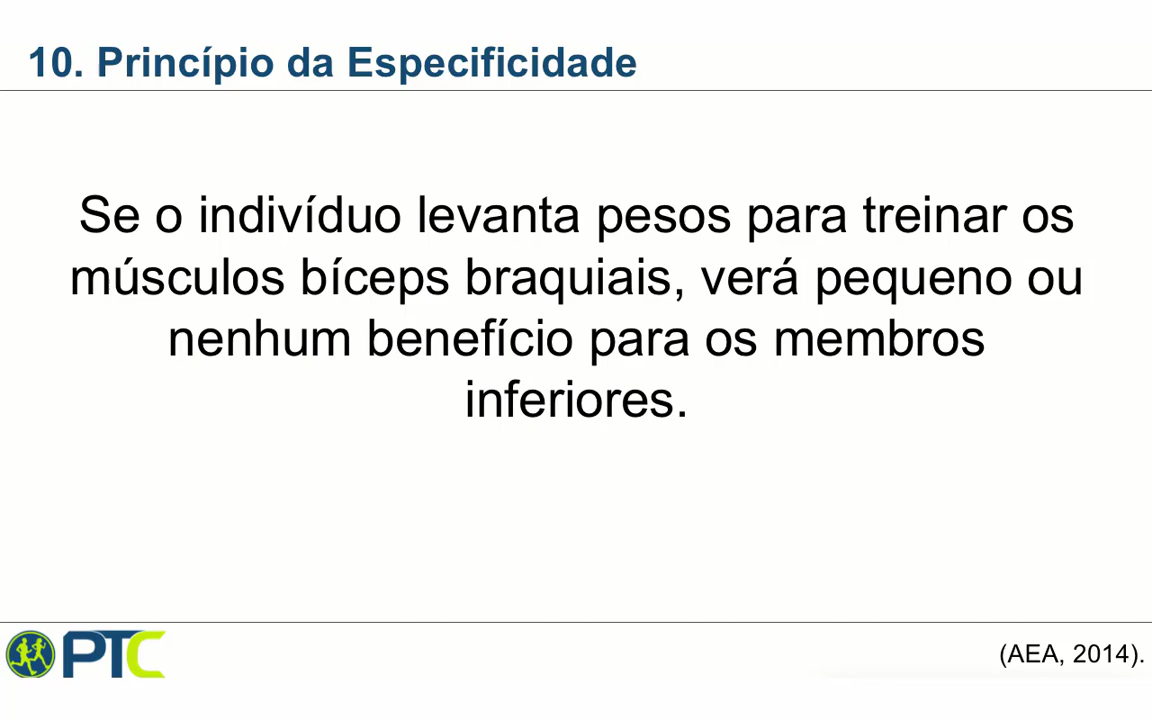 10. Princípio da Especificidade
Se o indivíduo levanta pesos para treinar os
músculos bíceps braquiais, verá pequeno ou
nenhum benefício para os membros
inferiores.
PTC
(AEA, 2014).